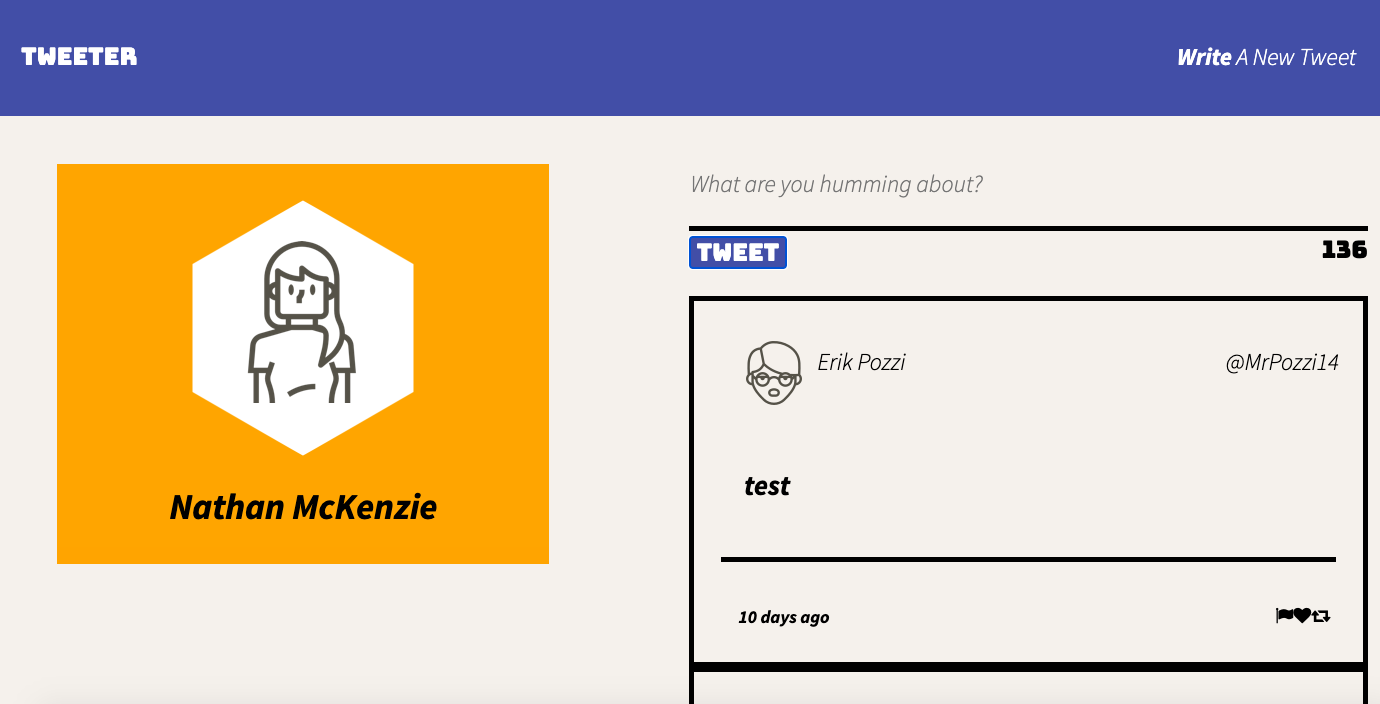 TWEETER
Write A New Tweet
Nathan McKenzie
What are you humming about?
TWEET
136
Erik Pozzi
@MrPozzi14
test
10 days ago